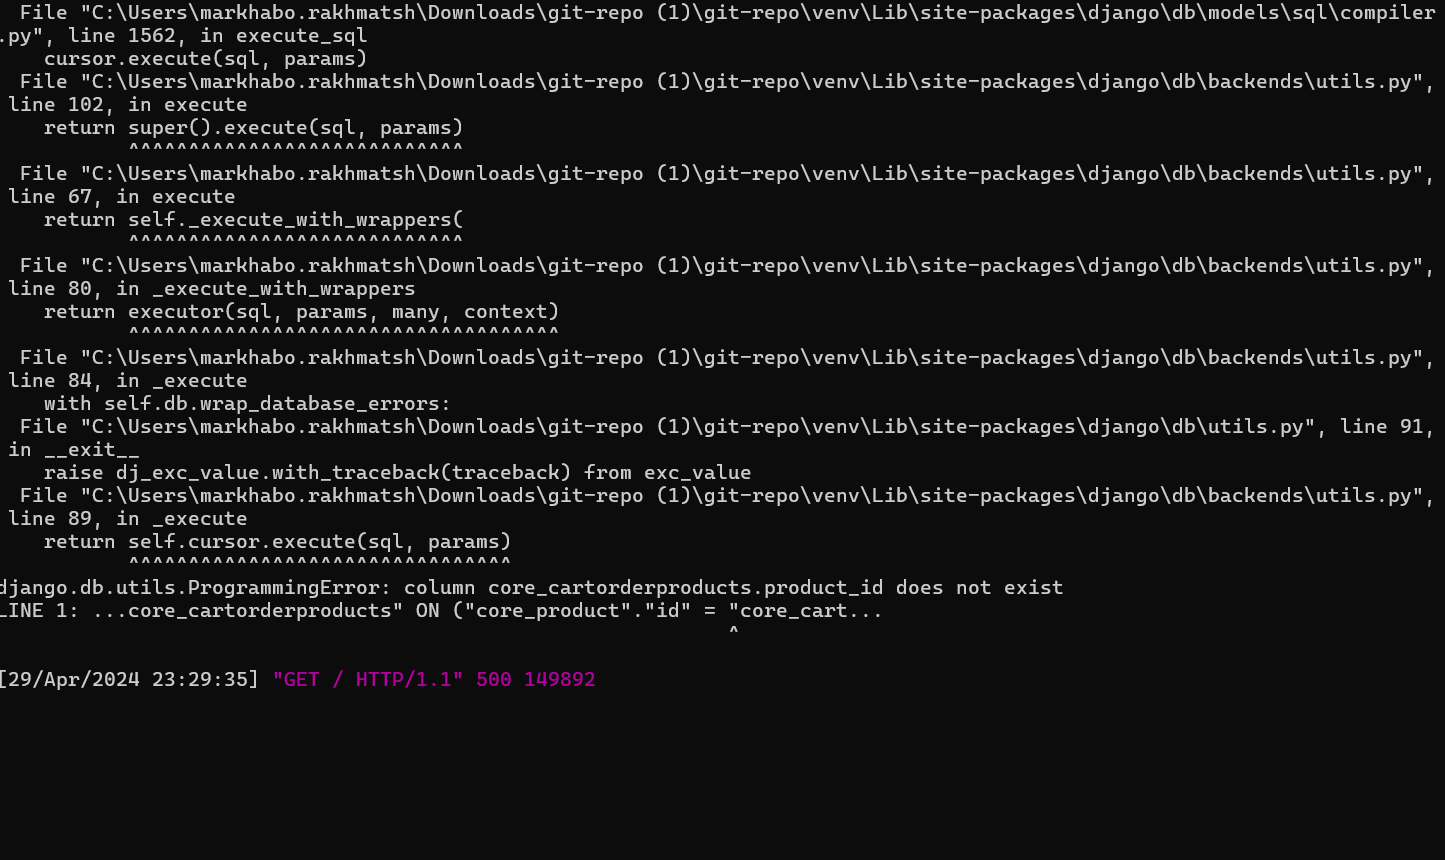 File "C:\Users\markhabo.rakhmatsh\Downloads\git-repo (1)\git-repo\venv\Lib\site-packages\django\db\models\sql\compiler
.py", line 1562, in execute_sql
    cursor.execute(sql, params)
  File "C:\Users\markhabo.rakhmatsh\Downloads\git-repo (1)\git-repo\venv\Lib\site-packages\django\db\backends\utils.py",
 line 102, in execute
    return super().execute(sql, params)
           ^^^^^^^^^^^^^^^^^^^^^^^^^^^^
  File "C:\Users\markhabo.rakhmatsh\Downloads\git-repo (1)\git-repo\venv\Lib\site-packages\django\db\backends\utils.py",
 line 67, in execute
    return self._execute_with_wrappers(
           ^^^^^^^^^^^^^^^^^^^^^^^^^^^^
  File "C:\Users\markhabo.rakhmatsh\Downloads\git-repo (1)\git-repo\venv\Lib\site-packages\django\db\backends\utils.py",
 line 80, in _execute_with_wrappers
    return executor(sql, params, many, context)
           ^^^^^^^^^^^^^^^^^^^^^^^^^^^^^^^^^^^^
  File "C:\Users\markhabo.rakhmatsh\Downloads\git-repo (1)\git-repo\venv\Lib\site-packages\django\db\backends\utils.py",
 line 84, in _execute
    with self.db.wrap_database_errors:
  File "C:\Users\markhabo.rakhmatsh\Downloads\git-repo (1)\git-repo\venv\Lib\site-packages\django\db\utils.py", line 91,
 in __exit__
    raise dj_exc_value.with_traceback(traceback) from exc_value
  File "C:\Users\markhabo.rakhmatsh\Downloads\git-repo (1)\git-repo\venv\Lib\site-packages\django\db\backends\utils.py",
 line 89, in _execute
    return self.cursor.execute(sql, params)
           ^^^^^^^^^^^^^^^^^^^^^^^^^^^^^^^^
django.db.utils.ProgrammingError: column core_cartorderproducts.product_id does not exist
LINE 1: ...core_cartorderproducts" ON ("core_product"."id" = "core_cart...
                                                             ^
[29/Apr/2024 23:29:35] "GET / HTTP/1.1" 500 149892